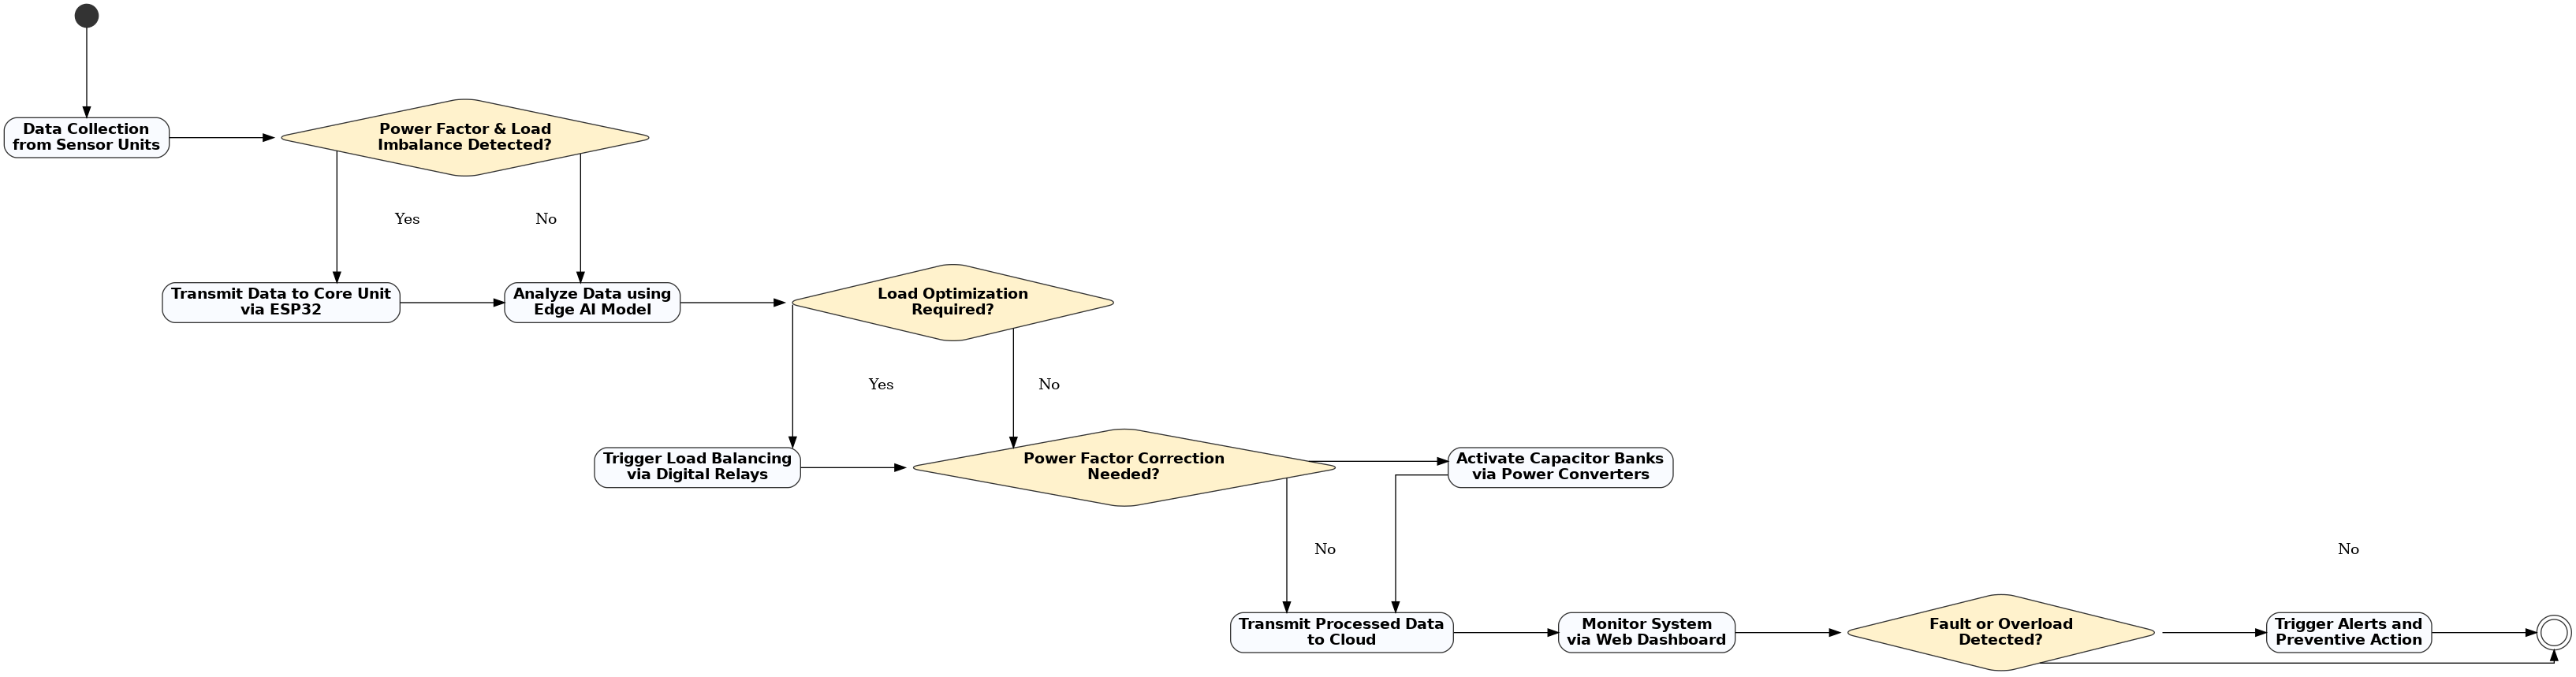 Data Collection
from Sensor Units
Power Factor & Load
Imbalance Detected?
Yes
No
Transmit Data to Core Unit
via ESP32
Analyze Data using
Edge AI Model
Load Optimization
Required?
Yes
No
Trigger Load Balancing
via Digital Relays
Power Factor Correction
Needed?
Activate Capacitor Banks
via Power Converters
No
No
Transmit Processed Data
to Cloud
Monitor System
via Web Dashboard
Fault or Overload
Detected?
Trigger Alerts and
Preventive Action